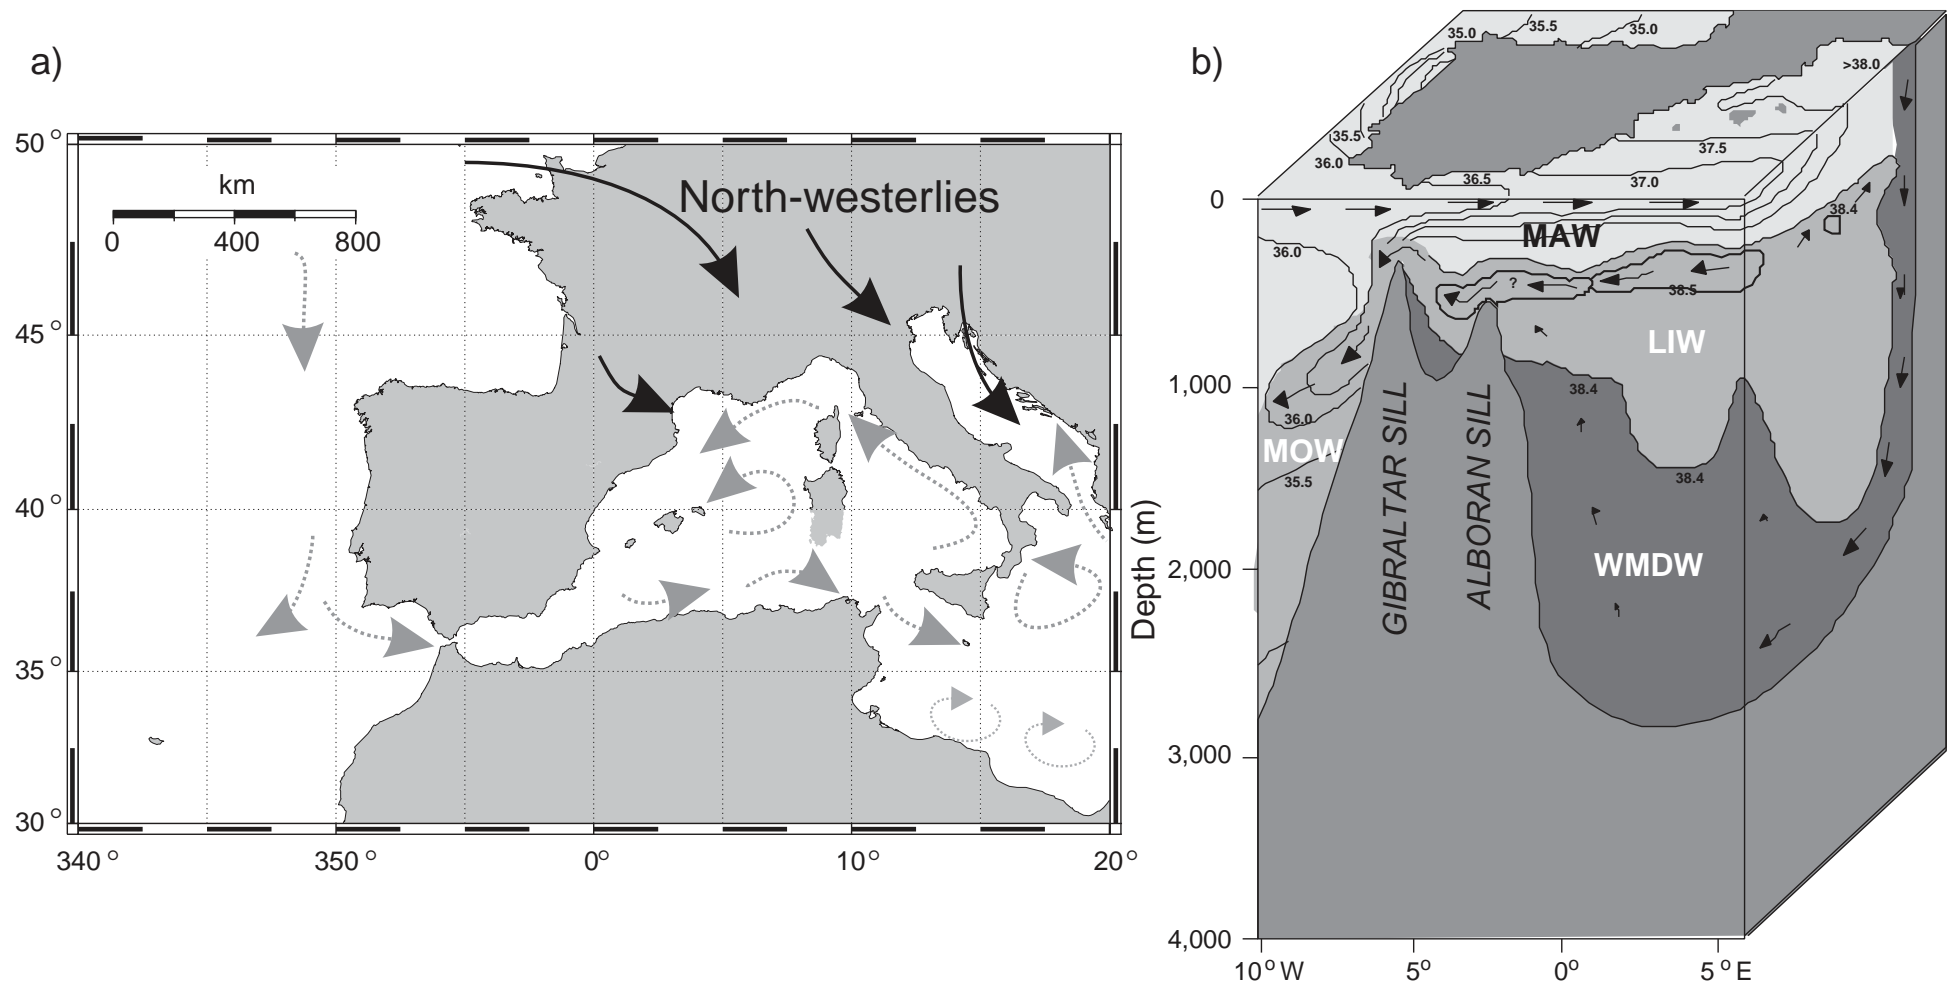 a)
50°
45°
40°
35°
30°
340°
350°
0°
10°
20°
km
0
400
800
North-westerlies
b)
35.0
35.5
35.0
>38.0
35.5
36.0
37.5
36.5
37.0
0
1,000
2,000
3,000
4,000
Depth (m)
38.4
MAW
36.0
?
38.5
LIW
38.4
36.0
MOW
38.4
35.5
GIBRALTAR SILL
ALBORAN SILL
WMDW
10°W
5°
0°
5°E